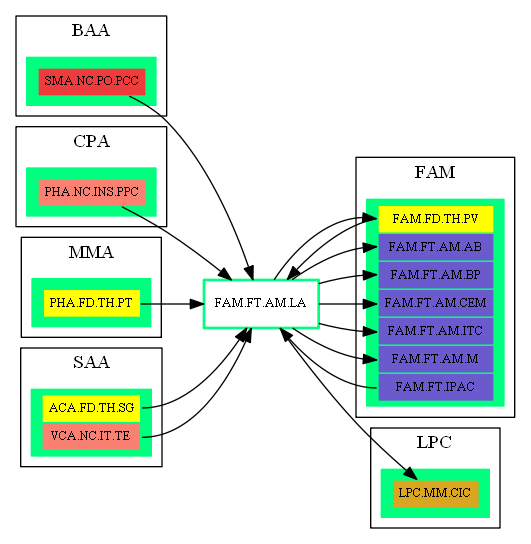 BAA
SMA.NC.PO.PCC
CPA
PHA.NC.INS.PPC
MMA
PHA.FD.TH.PT
SAA
ACA.FD.TH.SG
VCA.NC.IT.TE
FAM.FT.AM.LA
FAM
FAM.FD.TH.PV
FAM.FT.AM.AB
FAM.FT.AM.BP
FAM.FT.AM.CEM
FAM.FT.AM.ITC
FAM.FT.AM.M
FAM.FT.IPAC
LPC
LPC.MM.CIC